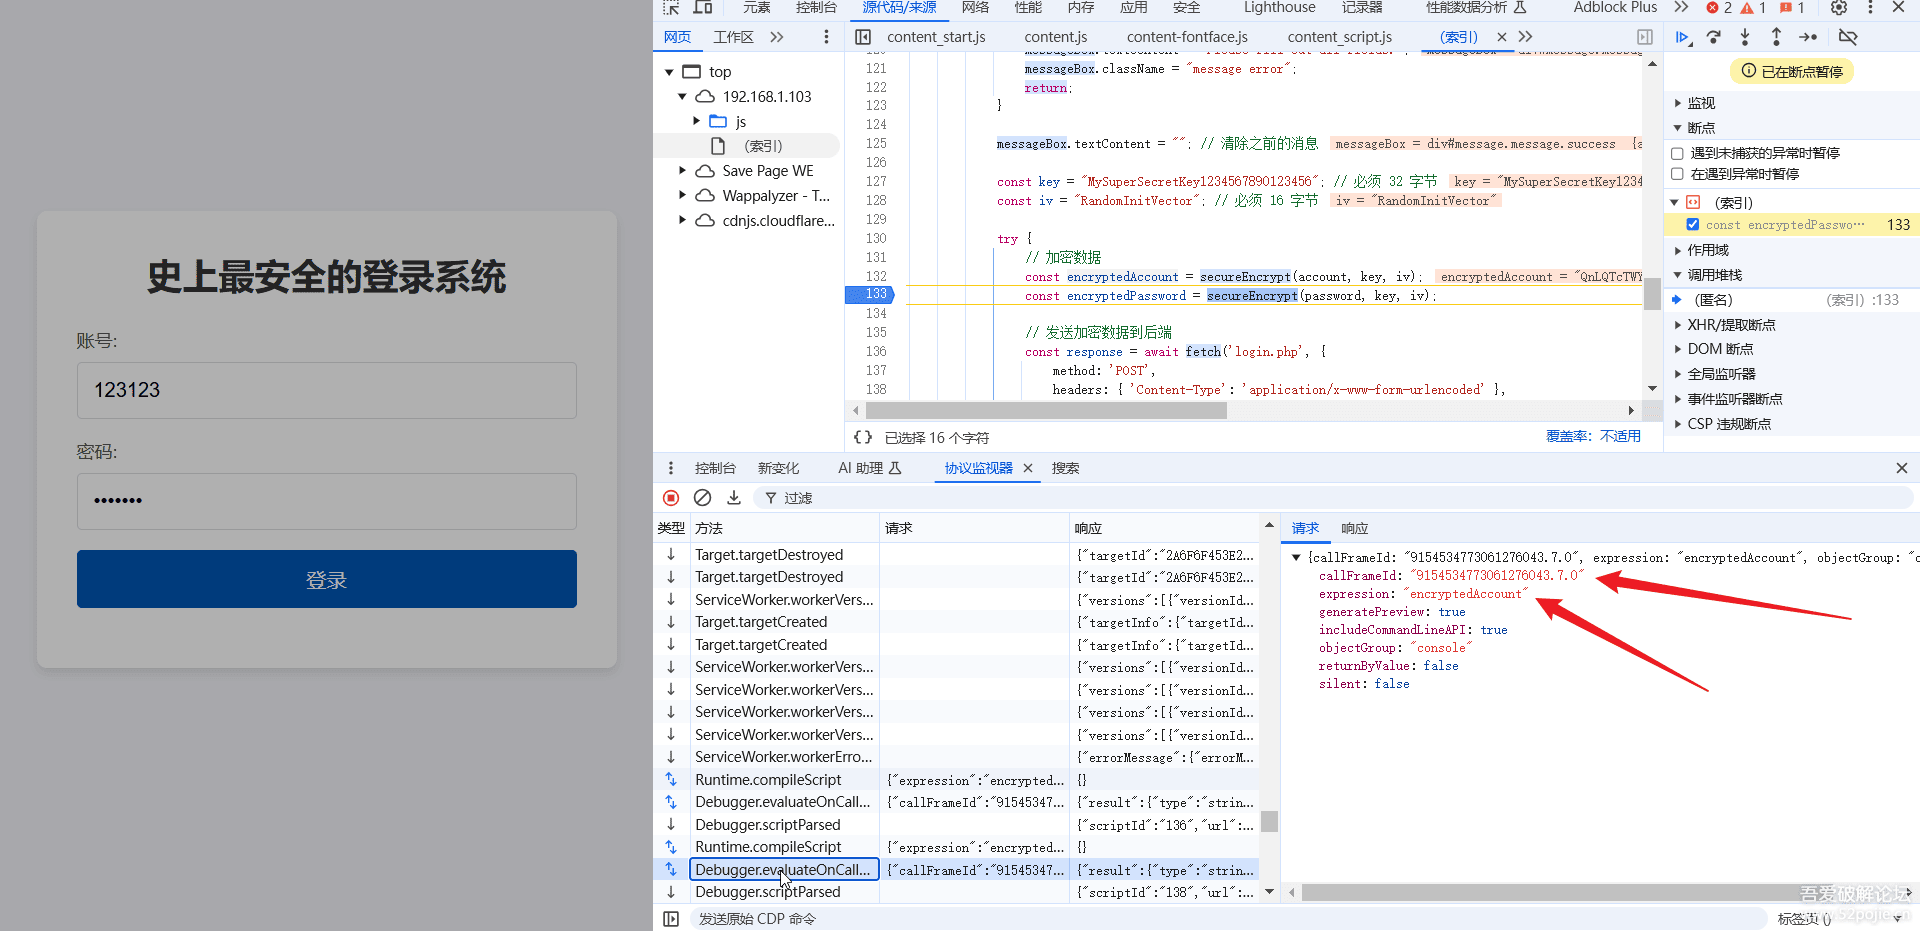 元素 控制台 源代码/来源 网络 性能 内存 应用 安全 Lighthouse 记录器 性能数据分析 Adblock Plus 2 1 1
网页 工作区 content_start.js content.js content-fontface.js content_script.js (索引)
已在断点暂停
top
192.168.1.103
js
(索引)
Save Page WE
Wappalyzer - T...
cdnjs.cloudflare...
121 messageBox.className = "message error";
122 return;
123 }
124
125 messageBox.textContent = ""; // 清除之前的消息 messageBox = div#message.message.success {a
126
127 const key = "MySuperSecretKey1234567890123456"; // 必须 32 字节 key = "MySuperSecretKey1234
128 const iv = "RandomInitVector"; // 必须 16 字节 iv = "RandomInitVector"
129
130 try {
131 // 加密数据
132 const encryptedAccount = secureEncrypt(account, key, iv); encryptedAccount = "QnLQTcTWY
133 const encryptedPassword = secureEncrypt(password, key, iv);
134
135 // 发送加密数据到后端
136 const response = await fetch('login.php', {
137 method: 'POST',
138 headers: { 'Content-Type': 'application/x-www-form-urlencoded' },
{} 已选择 16 个字符 覆盖率: 不适用
监视
断点
遇到未捕获的异常时暂停
在遇到异常时暂停
(索引)
const encryptedPasswo… 133
作用域
调用堆栈
(匿名) (索引) :133
XHR/提取断点
DOM 断点
全局监听器
事件监听器断点
CSP 违规断点
史上最安全的登录系统
账号:
123123
密码:
•••••••
登录
控制台 新变化 AI 助理 协议监视器 搜索
过滤
类型 方法 请求 响应
Target.targetDestroyed {"targetId":"2A6F6F453E2...
Target.targetDestroyed {"targetId":"2A6F6F453E2...
ServiceWorker.workerVers... {"versions":[{"versionId...
Target.targetCreated {"targetInfo":{"targetId...
Target.targetCreated {"targetInfo":{"targetId...
ServiceWorker.workerVers... {"versions":[{"versionId...
ServiceWorker.workerVers... {"versions":[{"versionId...
ServiceWorker.workerVers... {"versions":[{"versionId...
ServiceWorker.workerVers... {"versions":[{"versionId...
ServiceWorker.workerErro... {"errorMessage":{"errorM...
Runtime.compileScript {"expression":"encrypted... {}
Debugger.evaluateOnCall... {"callFrameId":"91545347... {"result":{"type":"strin...
Debugger.scriptParsed {"scriptId":"136","url":...
Runtime.compileScript {"expression":"encrypted... {}
Debugger.evaluateOnCall... {"callFrameId":"91545347... {"result":{"type":"strin...
Debugger.scriptParsed {"scriptId":"138","url":...
请求 响应
{callFrameId: "9154534773061276043.7.0", expression: "encryptedAccount", objectGroup: "c
callFrameId: "9154534773061276043.7.0"
expression: "encryptedAccount"
generatePreview: true
includeCommandLineAPI: true
objectGroup: "console"
returnByValue: false
silent: false
发送原始 CDP 命令
标签页 ()
吾爱破解论坛
www.52pojie.cn